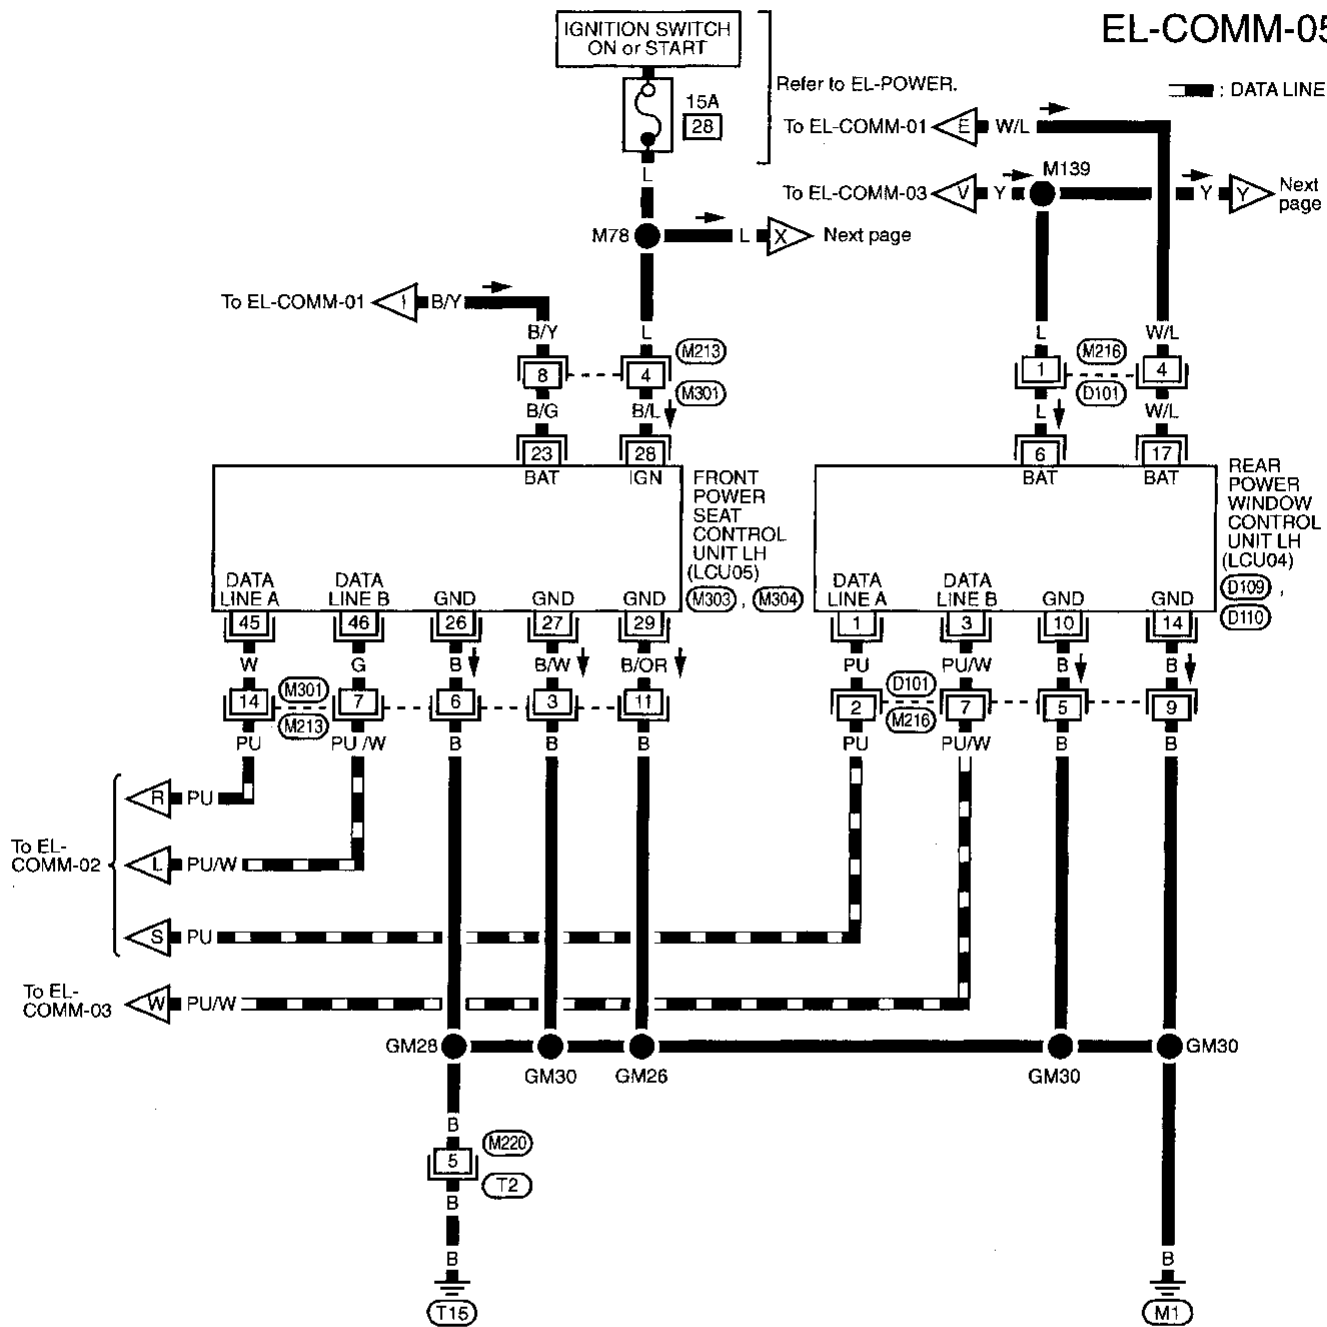 EL-COMM-05
IGNITION SWITCH
ON or START
Refer to EL-POWER.
: DATA LINE
15A
28
To EL-COMM-01 E W/L
L
M139
To EL-COMM-03 V Y
Y Y Next
page
M78
L X Next page
To EL-COMM-01 I B/Y
B/Y L L W/L
8 4 M213 1 M216 4
M301 D101
B/G B/L L W/L
23 28 6 17
BAT IGN BAT BAT
FRONT
POWER
SEAT
CONTROL
UNIT LH
(LCU05)
M303 , M304
REAR
POWER
WINDOW
CONTROL
UNIT LH
(LCU04)
D109 ,
D110
DATA
LINE A
DATA
LINE B
GND GND GND
DATA
LINE A
DATA
LINE B
GND GND
45 46 26 27 29 1 3 10 14
W G B B/W B/OR PU PU/W B B
14 M301 7 6 3 11 2 D101 7 5 9
M213 M216
PU PU /W B B B PU PU/W B B
R PU
To EL-
COMM-02
L PU/W
S PU
To EL-
COMM-03
W PU/W
GM28 GM30
GM30 GM26 GM30
B
5 M220
T2
B
B B
T15 M1